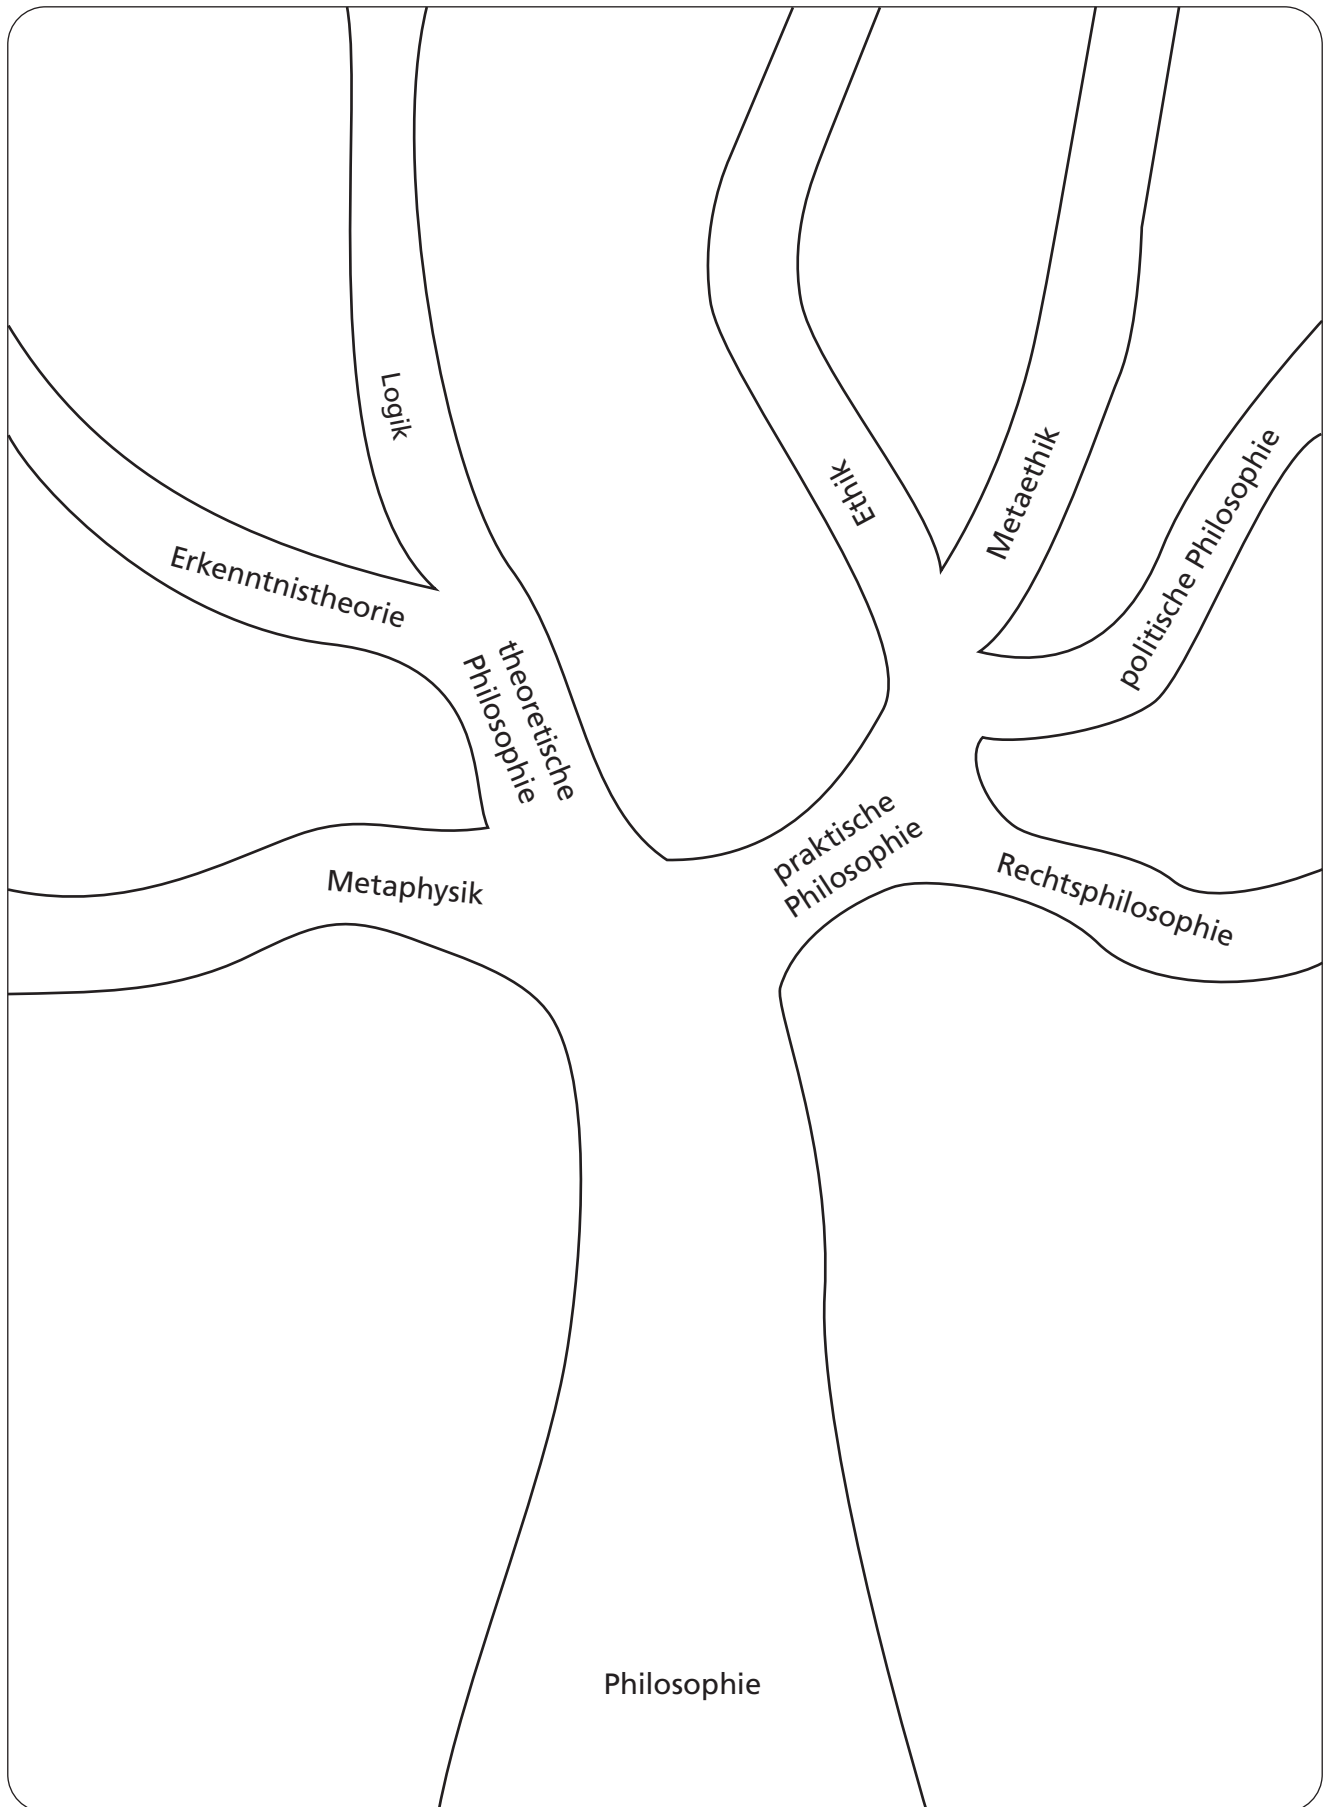 Logik
Ethik
Metaethik
politische Philosophie
Erkenntnistheorie
theoretische
Philosophie
praktische
Philosophie
Metaphysik
Rechtsphilosophie
Philosophie